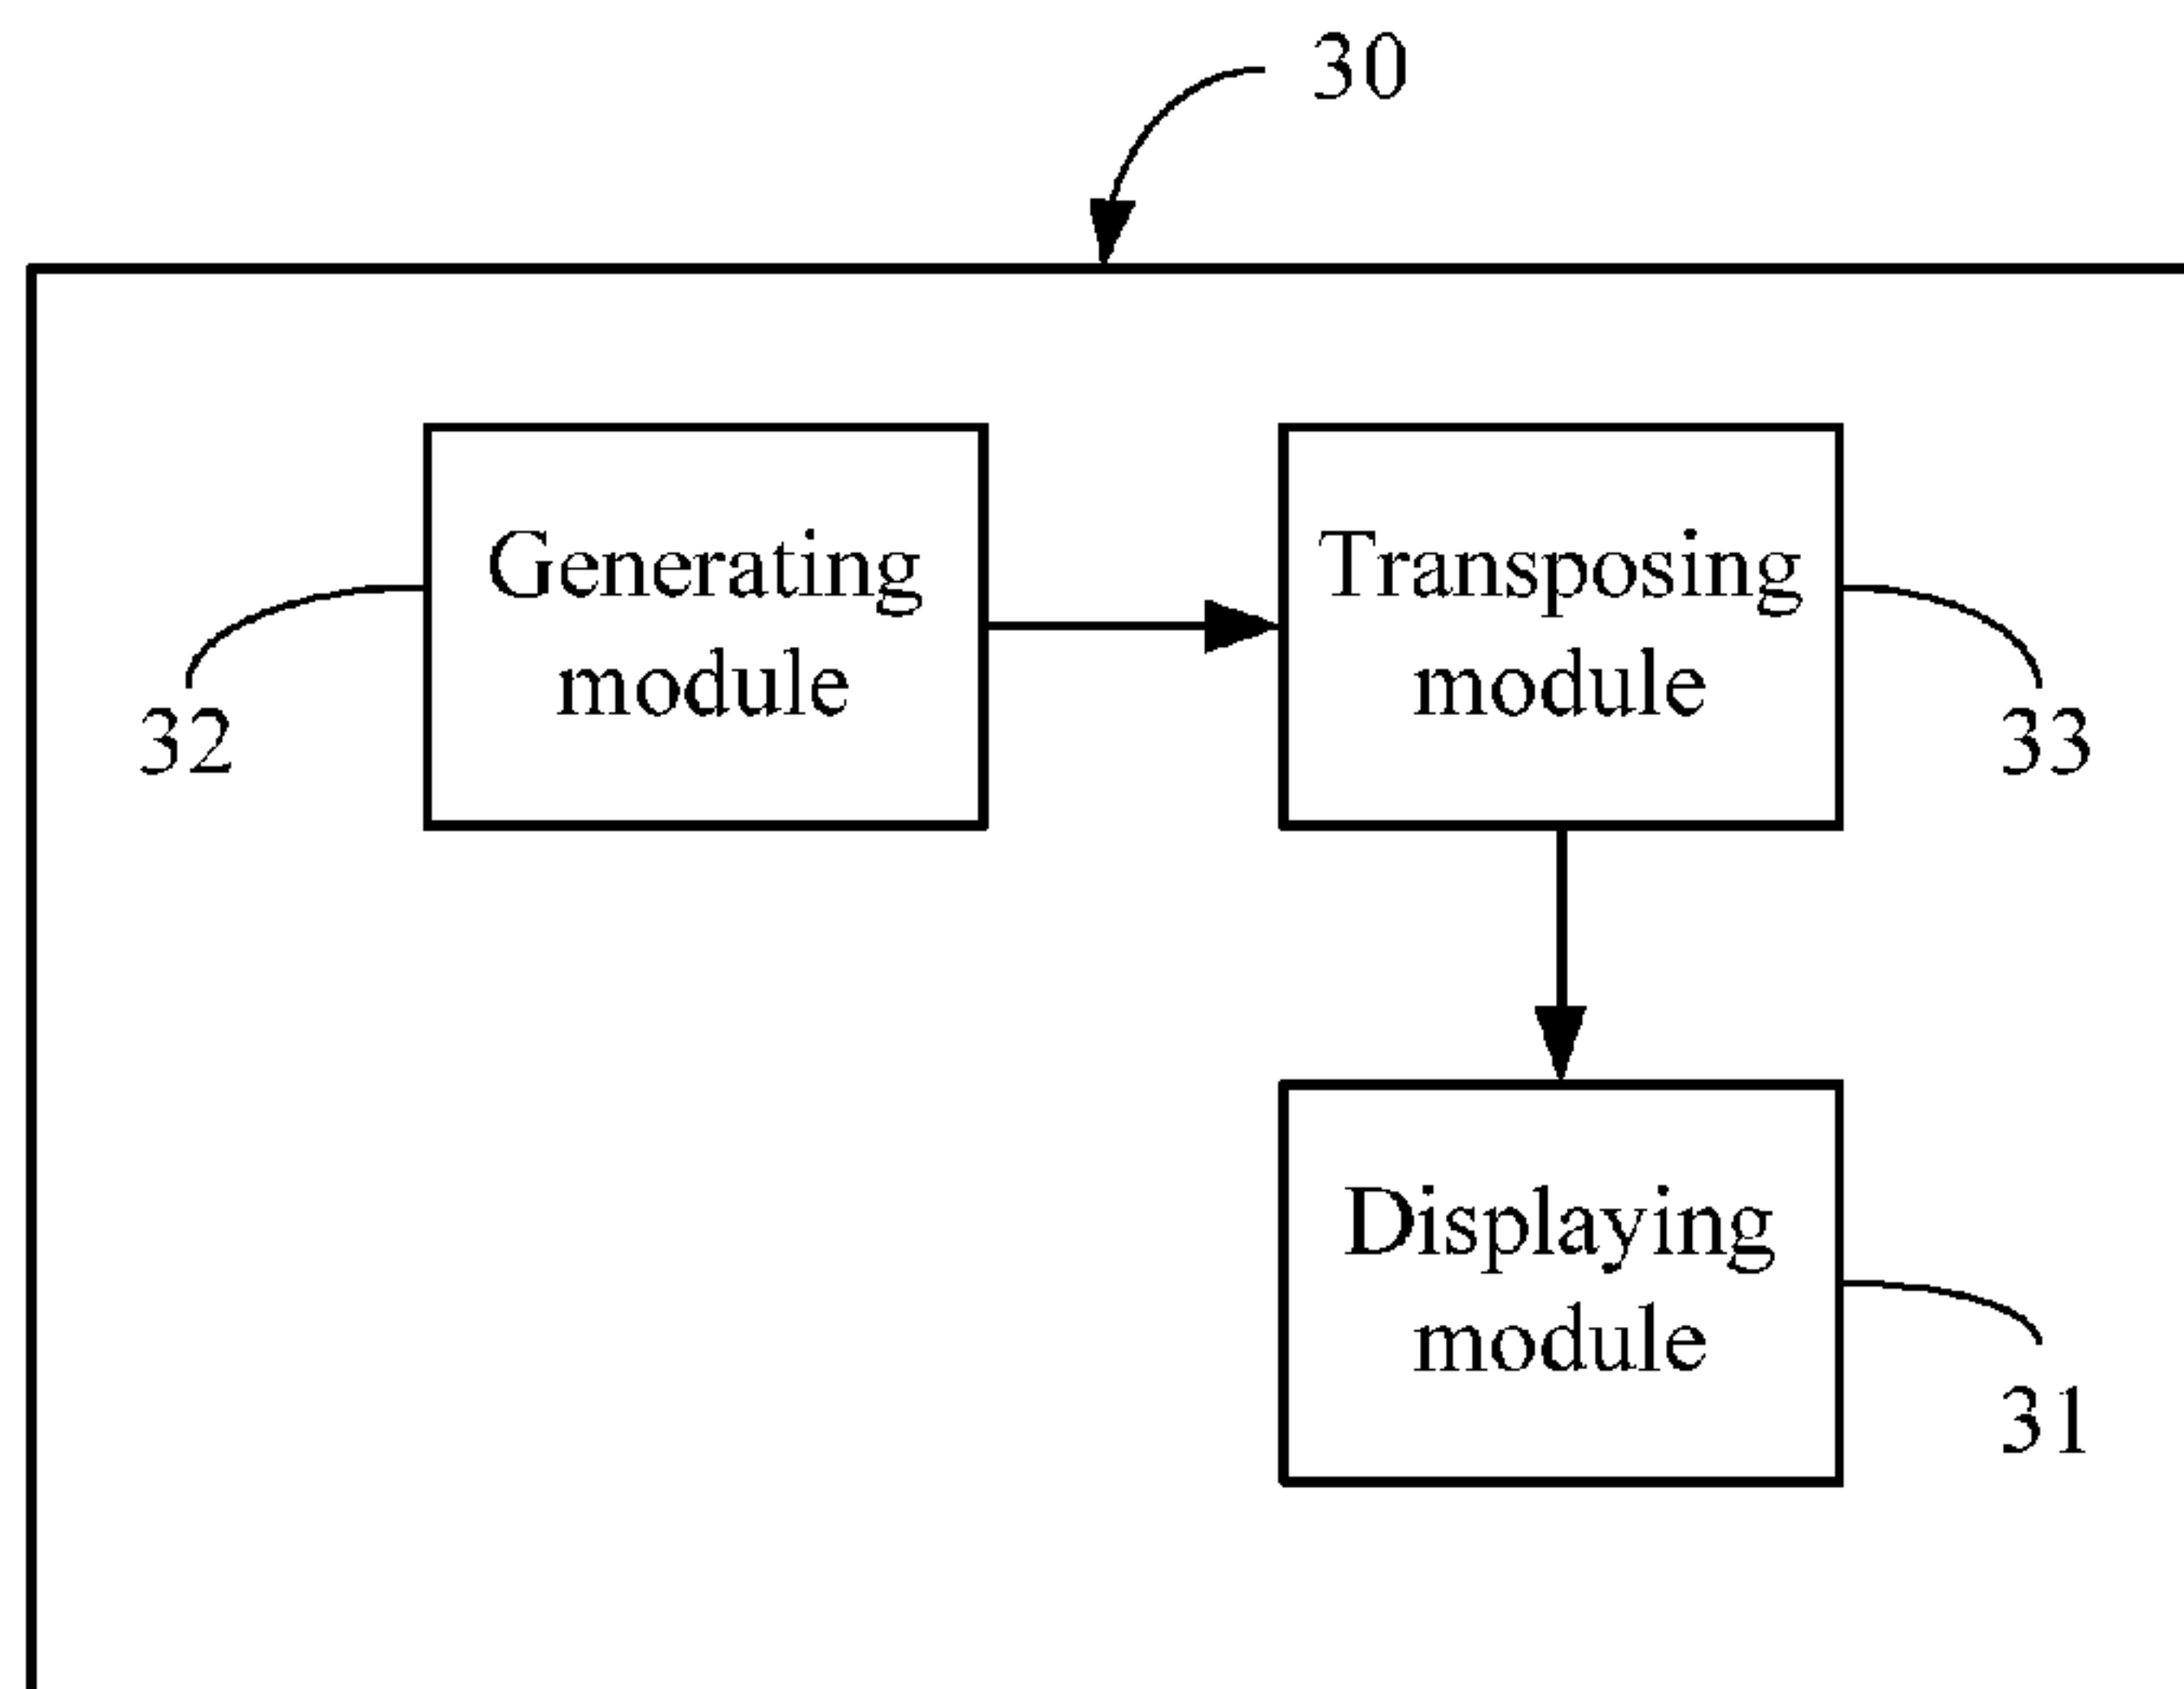 30
Generating
module
Transposing
module
32
33
Displaying
module
31